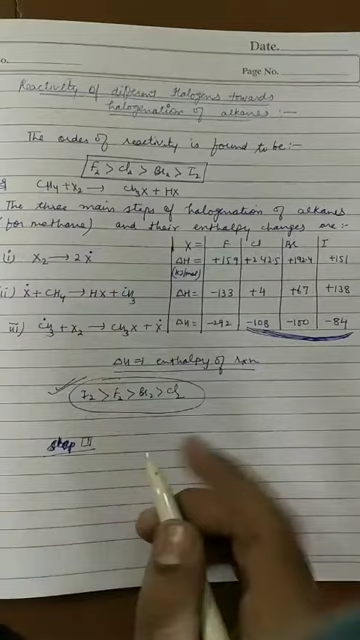 Date.
o.
Page No.
Reactivity of different Halogens towards
halogenation of alkanes :-
The order of reactivity is found to be:-
F₂ > Cl₂ > Br₂ > I₂
CH₄ + X₂ → CH₃X + HX
The three main steps of halogenation of alkanes
(for methane) and their enthalpy changes are:-
X = F Cl Br I
(i) X₂ → 2Ẋ ΔH = +159 +242.5 +192.4 +151
(KJ/mol)
ii) Ẋ + CH₄ → HX + ĊH₃ ΔH = -133 +4 +67 +138
iii) ĊH₃ + X₂ → CH₃X + Ẋ ΔH = -292 -108 -100 -84
ΔH ⇒ enthalpy of rxn
I₂ > F₂ > Br₂ > Cl₂
Step